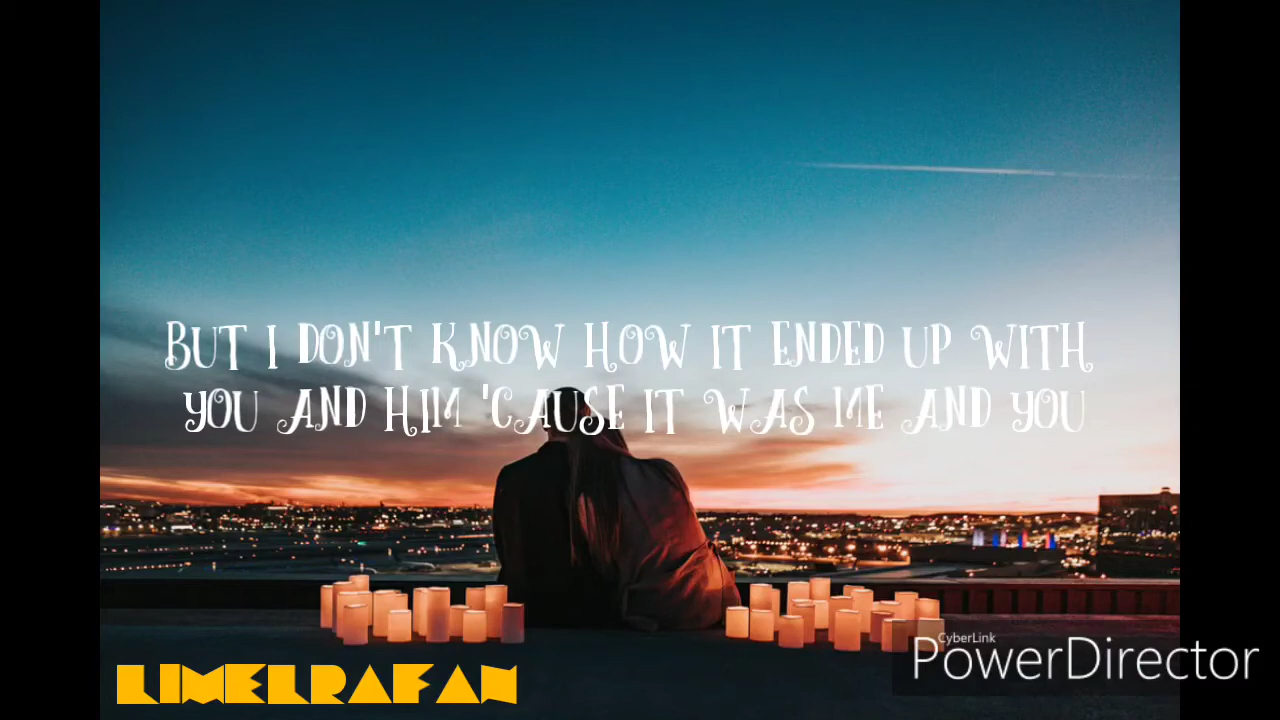 BUT I DON'T KNOW HOW IT ENDED UP WITH
YOU AND HIM 'CAUSE IT WAS ME AND YOU
LIMELRAFAN
CyberLink
PowerDirector